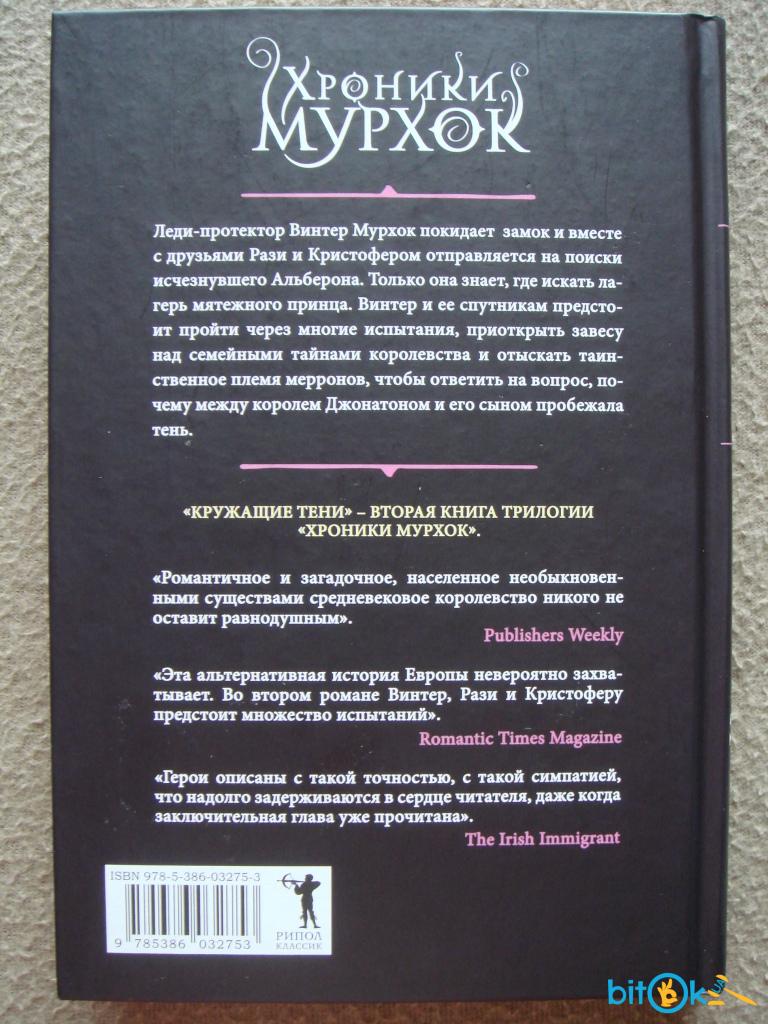 Хроники
Мурхок
Леди-протектор Винтер Мурхок покидает замок и вместе
с друзьями Рази и Кристофером отправляется на поиски
исчезнувшего Альберона. Только она знает, где искать ла-
герь мятежного принца. Винтер и ее спутникам предсто-
ит пройти через многие испытания, приоткрыть завесу
над семейными тайнами королевства и отыскать таин-
ственное племя мерронов, чтобы ответить на вопрос, по-
чему между королем Джонатоном и его сыном пробежала
тень.
«КРУЖАЩИЕ ТЕНИ» – ВТОРАЯ КНИГА ТРИЛОГИИ
«ХРОНИКИ МУРХОК».
«Романтичное и загадочное, населенное необыкновен-
ными существами средневековое королевство никого не
оставит равнодушным».
Publishers Weekly
«Эта альтернативная история Европы невероятно захва-
тывает. Во втором романе Винтер, Рази и Кристоферу
предстоит множество испытаний».
Romantic Times Magazine
«Герои описаны с такой точностью, с такой симпатией,
что надолго задерживаются в сердце читателя, даже когда
заключительная глава уже прочитана».
The Irish Immigrant
ISBN 978-5-386-03275-3
9 785386 032753
РИПОЛ
КЛАССИК
bitOk.UA